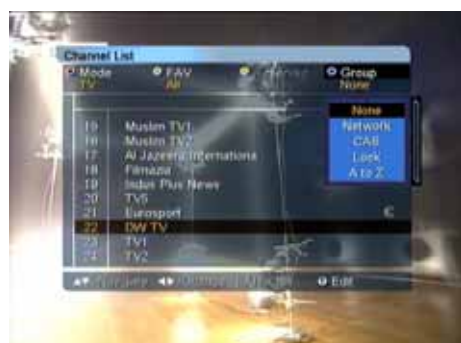 Channel List
Mode FAV Group
TV All None
None
Network
CAS
Lock
A to Z
15 Muslim TV1
16 Muslim TV2
17 Al Jazeera Internationa
18 Filmazia
19 Indus Plus News
20 TV5
21 Eurosport €
22 DW TV
23 TV1
24 TV2
Edit